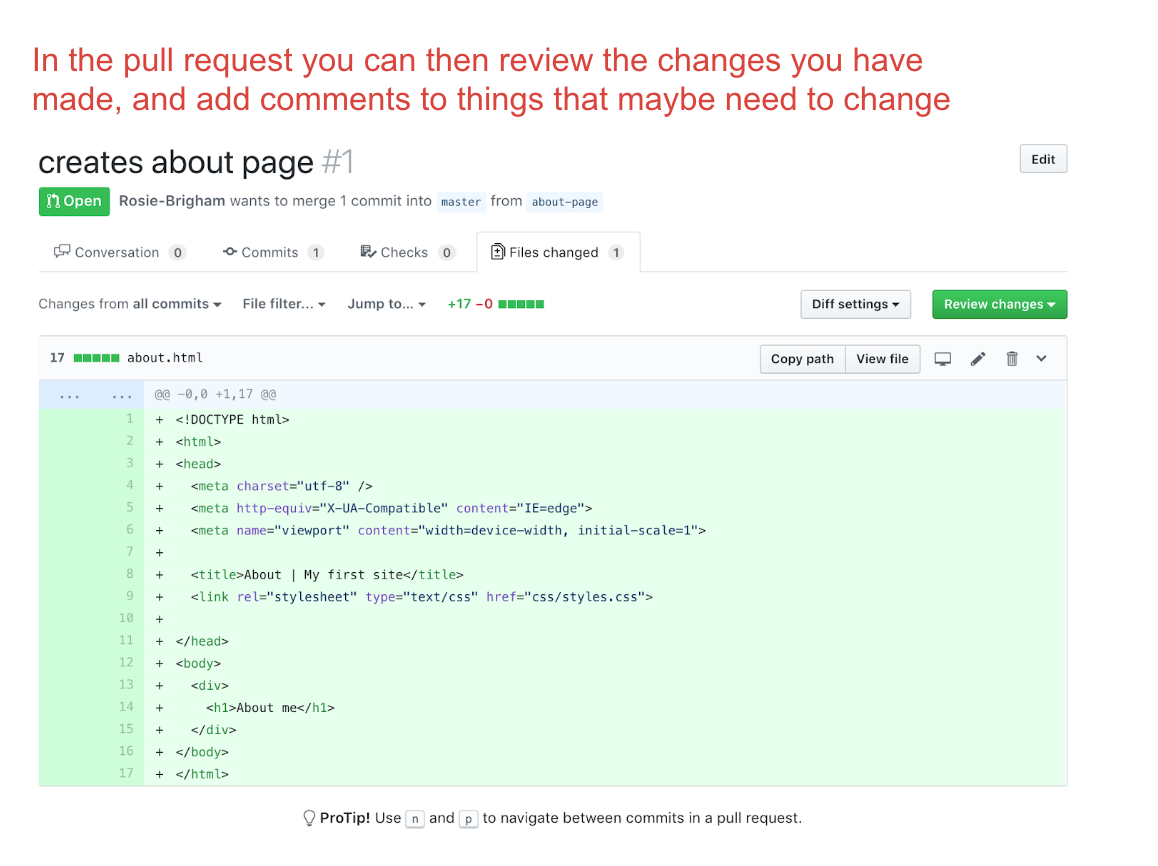 In the pull request you can then review the changes you have
made, and add comments to things that maybe need to change
creates about page #1
Edit
Open Rosie-Brigham wants to merge 1 commit into master from about-page
Conversation 0 Commits 1 Checks 0 Files changed 1
Changes from all commits File filter... Jump to... +17 −0 Diff settings Review changes
17 about.html Copy path View file
... ... @@ −0,0 +1,17 @@
1 + <!DOCTYPE html>
2 + <html>
3 + <head>
4 + <meta charset="utf-8" />
5 + <meta http-equiv="X-UA-Compatible" content="IE=edge">
6 + <meta name="viewport" content="width=device-width, initial-scale=1">
7 +
8 + <title>About | My first site</title>
9 + <link rel="stylesheet" type="text/css" href="css/styles.css">
10 +
11 + </head>
12 + <body>
13 + <div>
14 + <h1>About me</h1>
15 + </div>
16 + </body>
17 + </html>
ProTip! Use n and p to navigate between commits in a pull request.